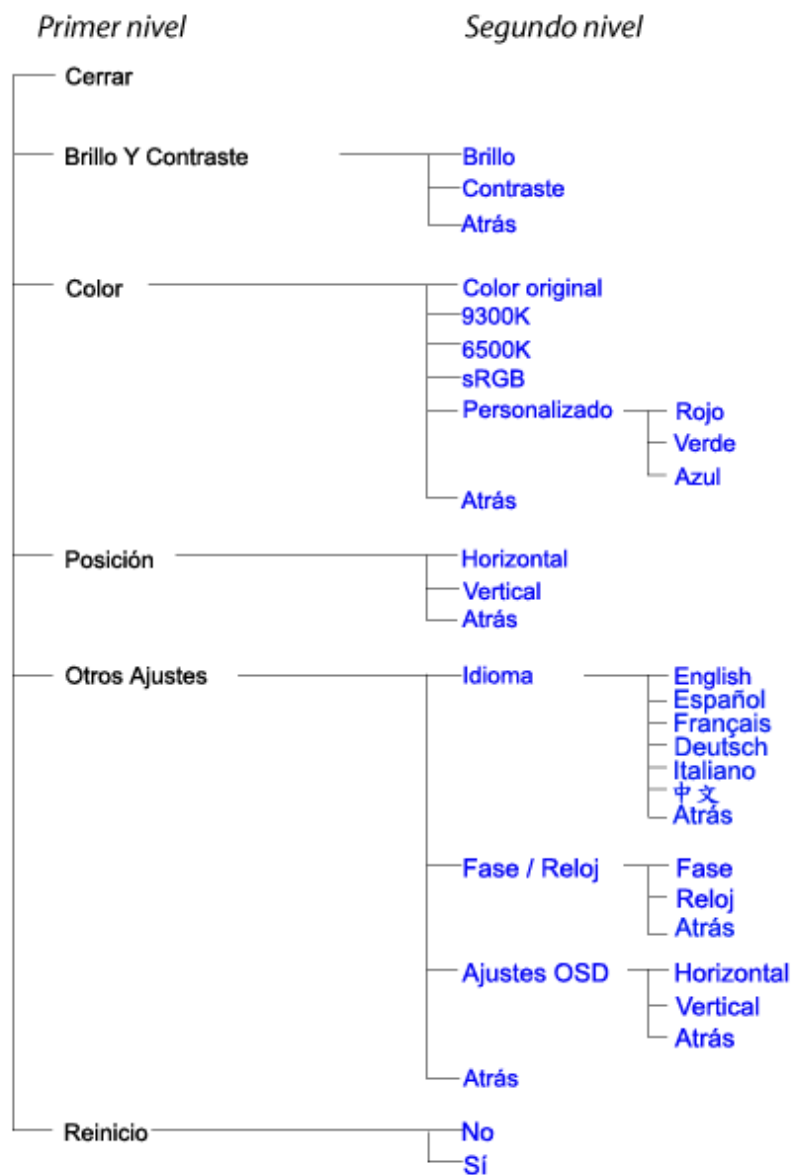 Primer nivel Segundo nivel
Cerrar
Brillo Y Contraste Brillo
Contraste
Atrás
Color Color original
9300K
6500K
sRGB
Personalizado Rojo
Verde
Azul
Atrás
Posición Horizontal
Vertical
Atrás
Otros Ajustes Idioma English
Español
Français
Deutsch
Italiano
中文
Atrás
Fase / Reloj Fase
Reloj
Atrás
Ajustes OSD Horizontal
Vertical
Atrás
Atrás
Reinicio No
Sí